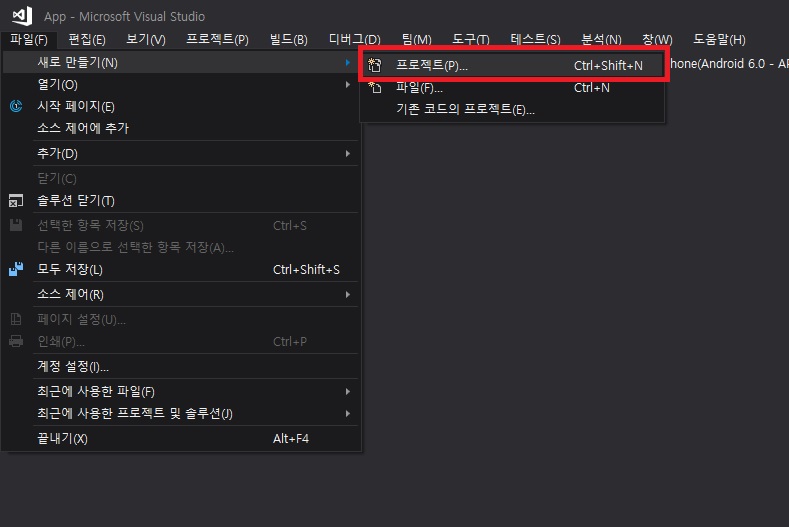 App - Microsoft Visual Studio
파일(F) 편집(E) 보기(V) 프로젝트(P) 빌드(B) 디버그(D) 팀(M) 도구(T) 테스트(S) 분석(N) 창(W) 도움말(H)
새로 만들기(N)
프로젝트(P)... Ctrl+Shift+N
hone(Android 6.0 - AP
열기(O)
파일(F)... Ctrl+N
시작 페이지(E)
기존 코드의 프로젝트(E)...
소스 제어에 추가
추가(D)
닫기(C)
솔루션 닫기(T)
선택한 항목 저장(S) Ctrl+S
다른 이름으로 선택한 항목 저장(A)...
모두 저장(L) Ctrl+Shift+S
소스 제어(R)
페이지 설정(U)...
인쇄(P)... Ctrl+P
계정 설정(I)...
최근에 사용한 파일(F)
최근에 사용한 프로젝트 및 솔루션(J)
끝내기(X) Alt+F4